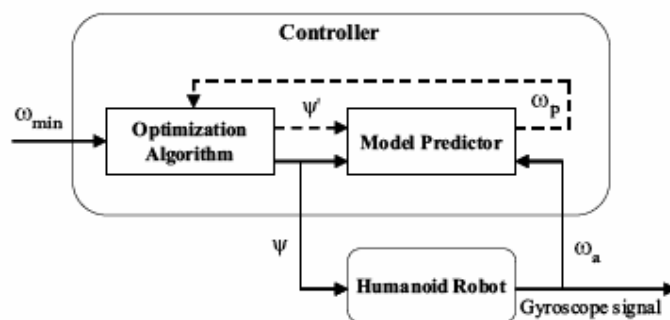 Controller
ω_min
ψ'
ω_p
Optimization
Algorithm
Model Predictor
ψ
ω_a
Humanoid Robot
Gyroscope signal